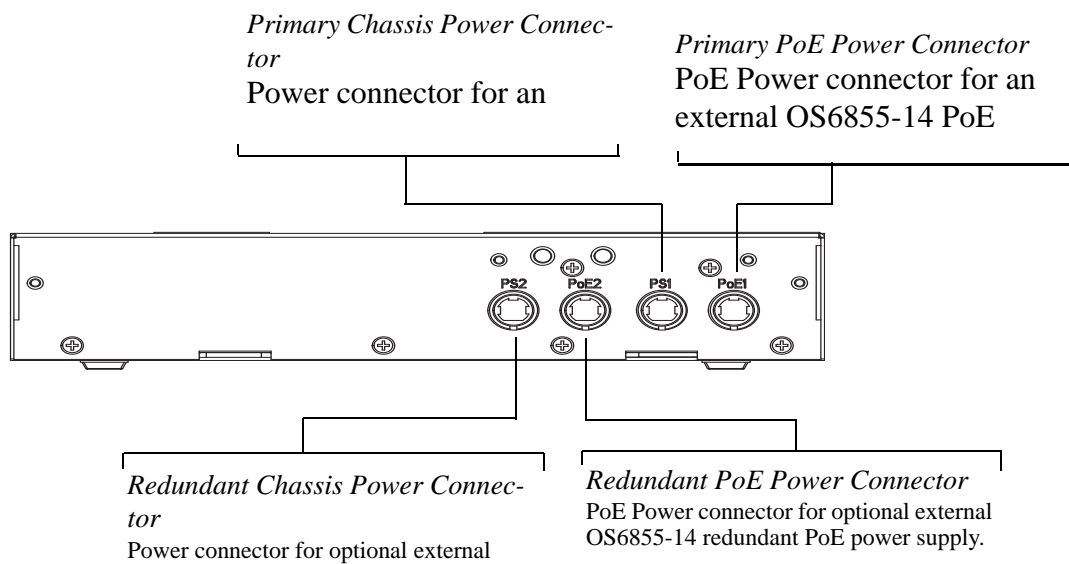 Primary Chassis Power Connec-
tor
Power connector for an
Primary PoE Power Connector
PoE Power connector for an
external OS6855-14 PoE
PS2
PoE2
PS1
PoE1
Redundant Chassis Power Connec-
tor
Power connector for optional external
Redundant PoE Power Connector
PoE Power connector for optional external
OS6855-14 redundant PoE power supply.